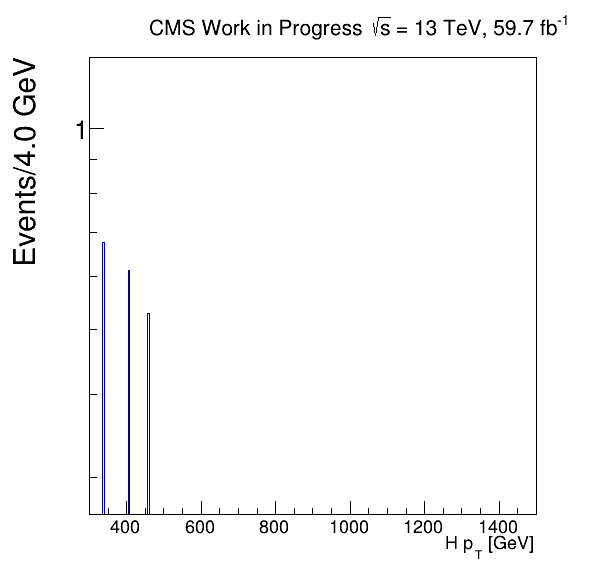 CMS Work in Progress √s = 13 TeV, 59.7 fb⁻¹
Events/4.0 GeV
1
400 600 800 1000 1200 1400
H p_T [GeV]